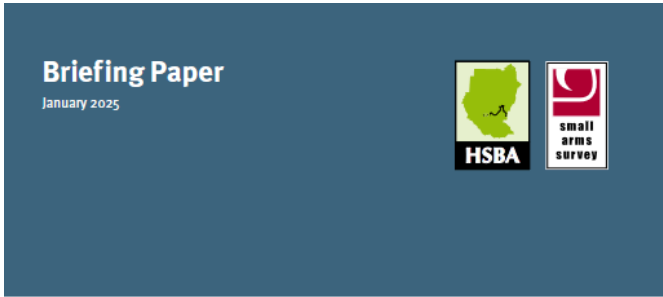 Briefing Paper
January 2025
HSBA
small
arms
survey